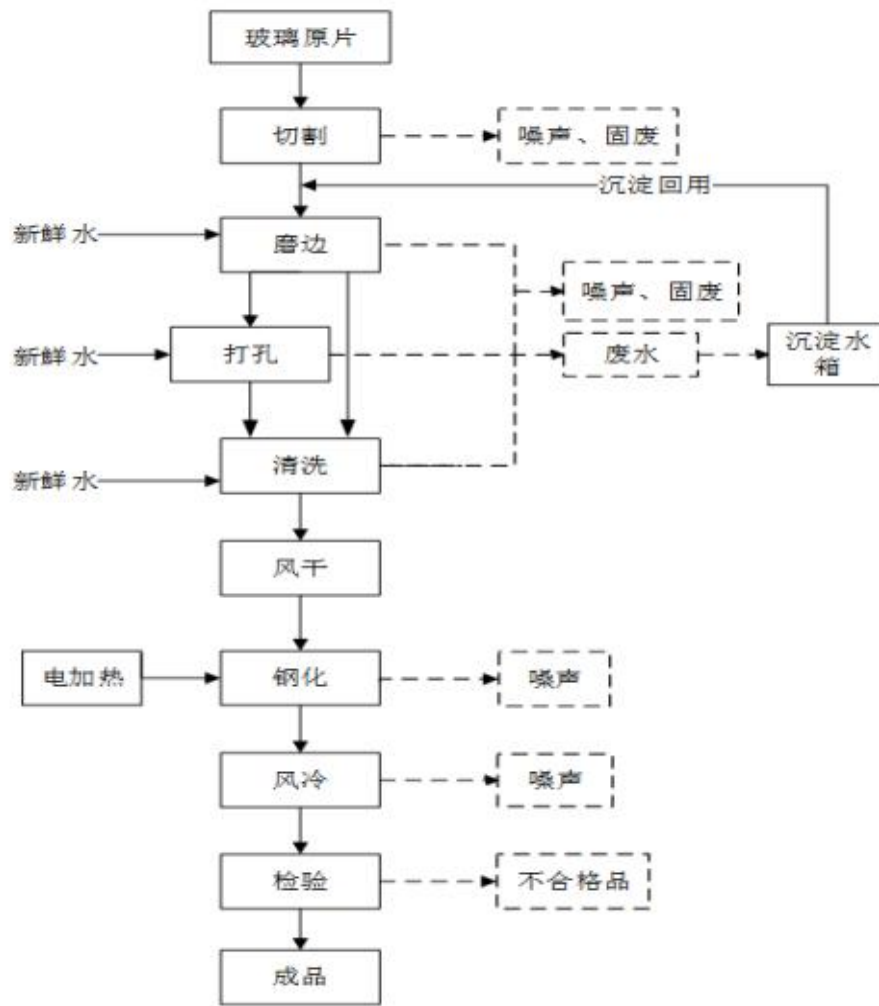 玻璃原片
切割
噪声、固废
沉淀回用
新鲜水
磨边
噪声、固废
新鲜水
打孔
废水
沉淀水
箱
新鲜水
清洗
风干
电加热
钢化
噪声
风冷
噪声
检验
不合格品
成品